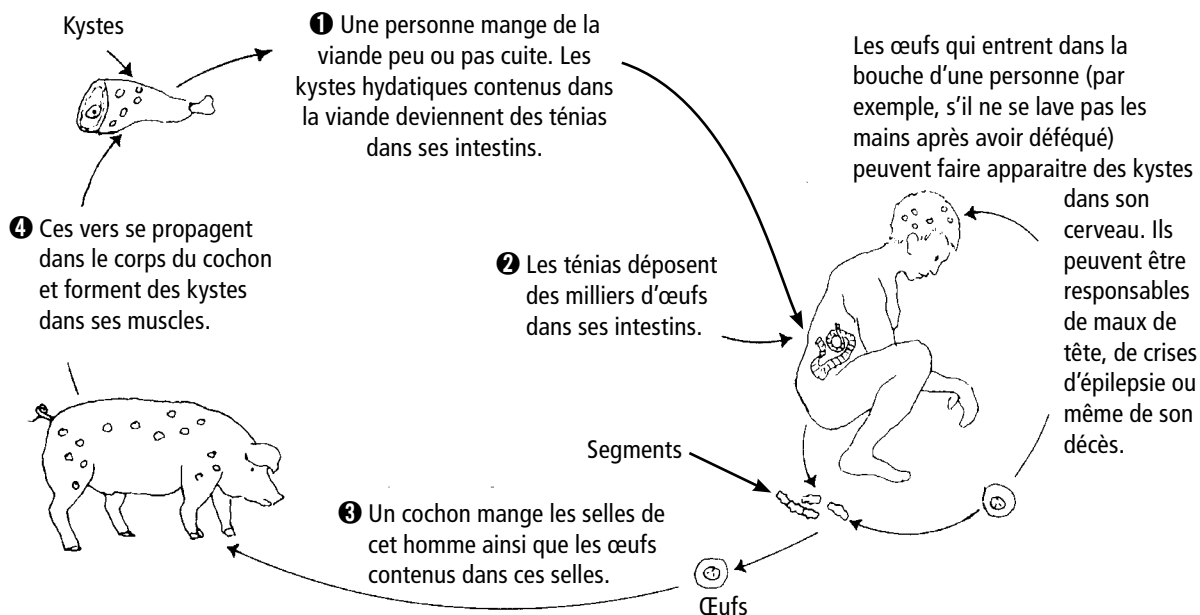 Kystes
❶ Une personne mange de la
viande peu ou pas cuite. Les
kystes hydatiques contenus dans
la viande deviennent des ténias
dans ses intestins.
Les œufs qui entrent dans la
bouche d’une personne (par
exemple, s’il ne se lave pas les
mains après avoir déféqué)
peuvent faire apparaitre des kystes
dans son
cerveau. Ils
peuvent être
responsables
de maux de
tête, de crises
d’épilepsie ou
même de son
décès.
❷ Les ténias déposent
des milliers d’œufs
dans ses intestins.
Segments
❸ Un cochon mange les selles de
cet homme ainsi que les œufs
contenus dans ces selles.
Œufs
❹ Ces vers se propagent
dans le corps du cochon
et forment des kystes
dans ses muscles.